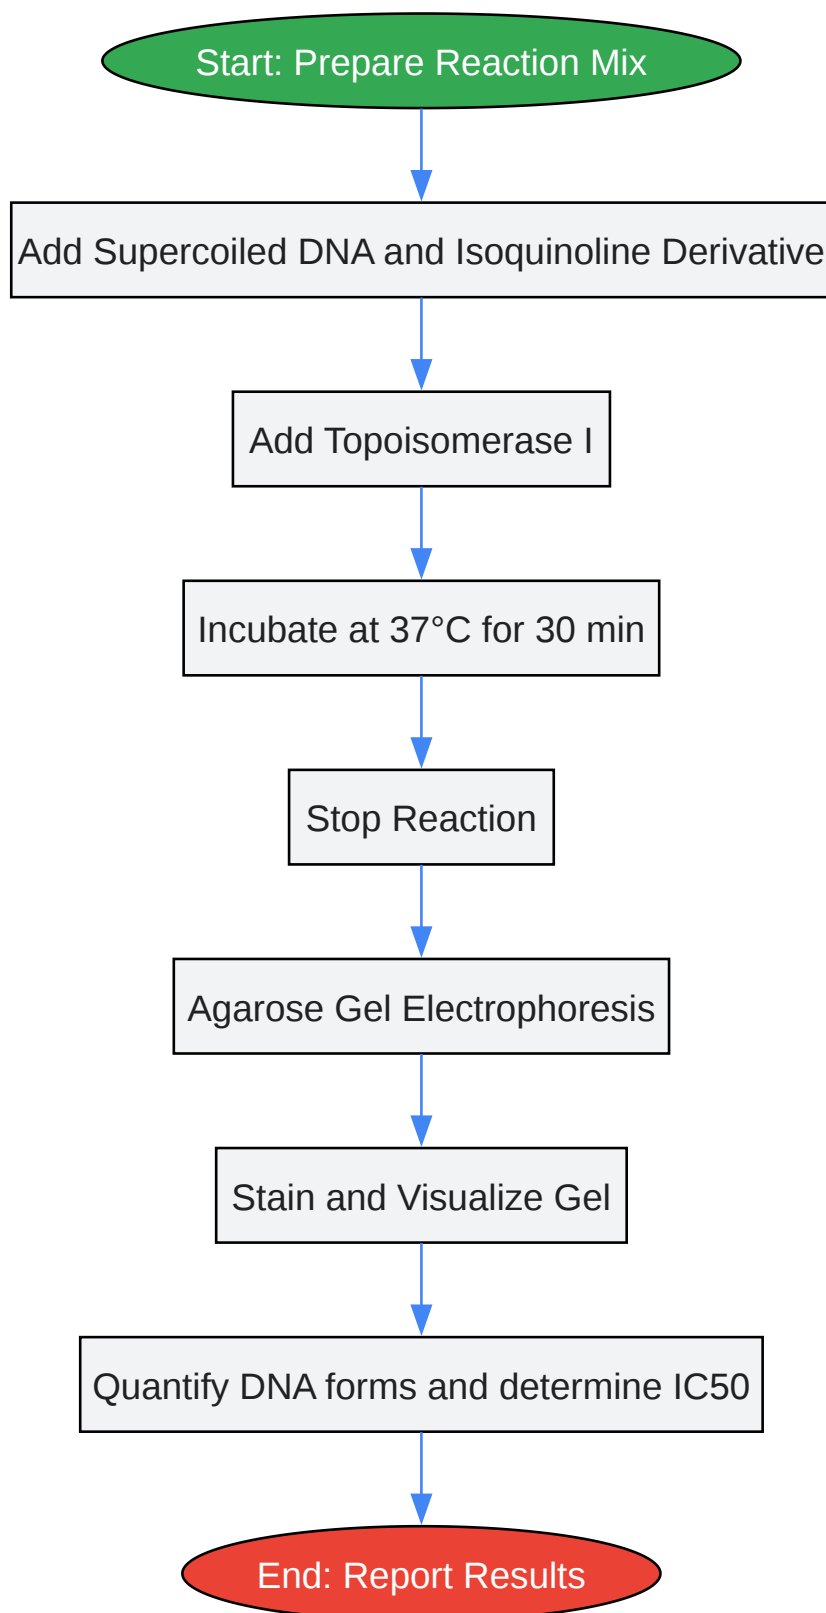 Start: Prepare Reaction Mix
Add Supercoiled DNA and Isoquinoline Derivative
Add Topoisomerase I
Incubate at 37°C for 30 min
Stop Reaction
Agarose Gel Electrophoresis
Stain and Visualize Gel
Quantify DNA forms and determine IC50
End: Report Results